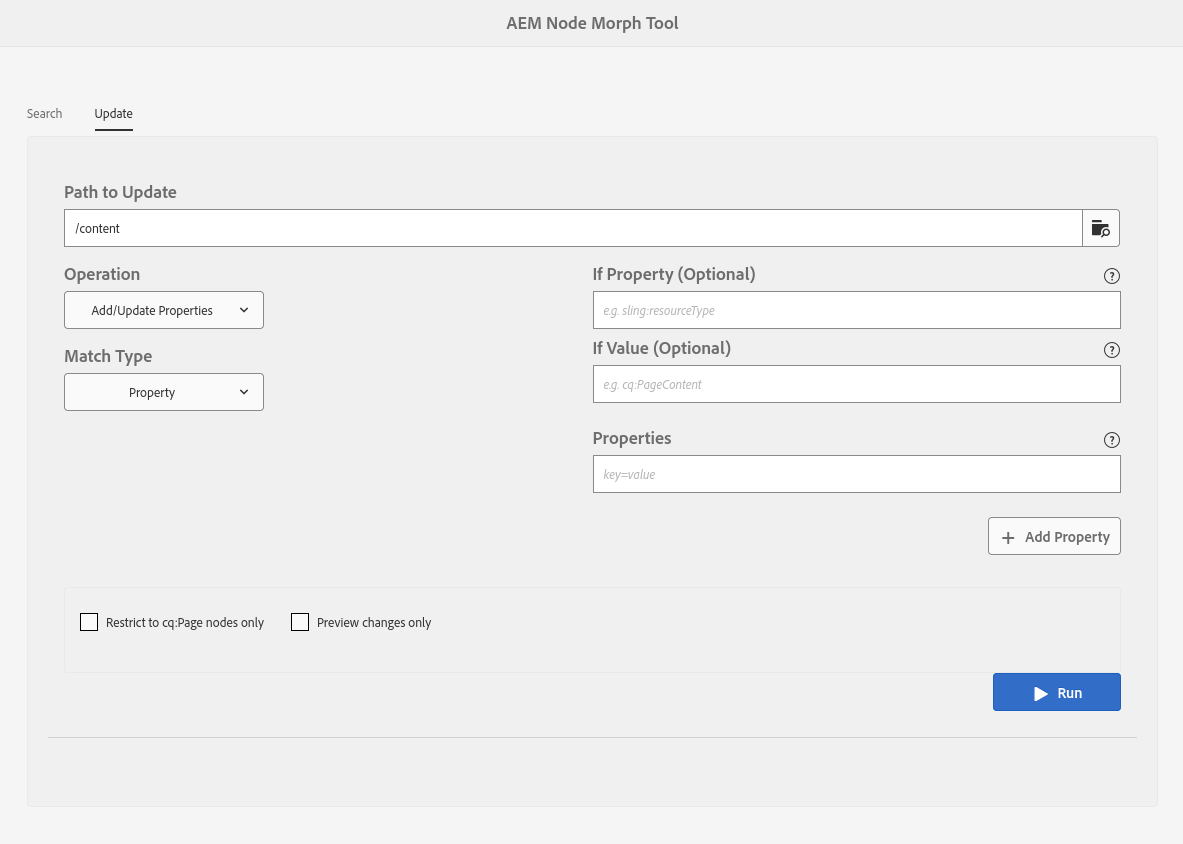 AEM Node Morph Tool
Search
Update
Path to Update
/content
Operation
Add/Update Properties
Match Type
Property
If Property (Optional)
?
e.g. sling:resourceType
If Value (Optional)
?
e.g. cq:PageContent
Properties
?
key=value
+ Add Property
Restrict to cq:Page nodes only
Preview changes only
Run